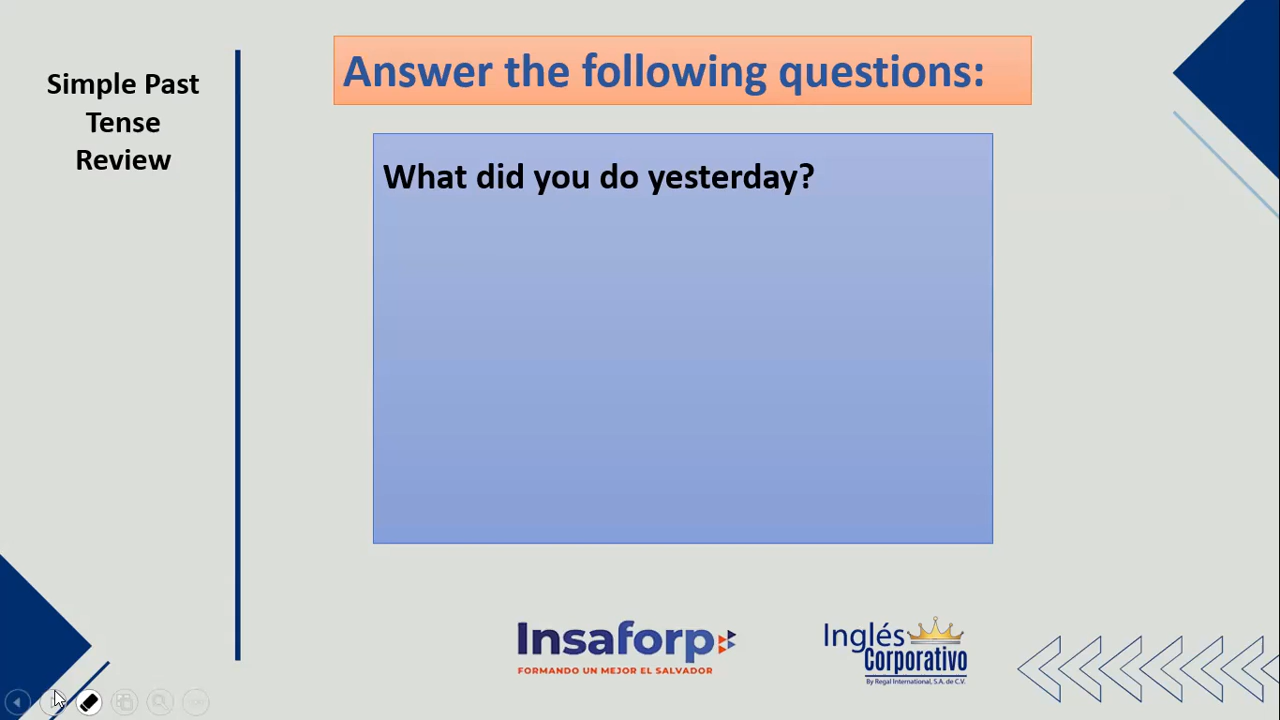 Simple Past
Tense
Review
Answer the following questions:
What did you do yesterday?
Insaforp
FORMANDO UN MEJOR EL SALVADOR
Inglés
Corporativo
By Regal International, S.A. de C.V.